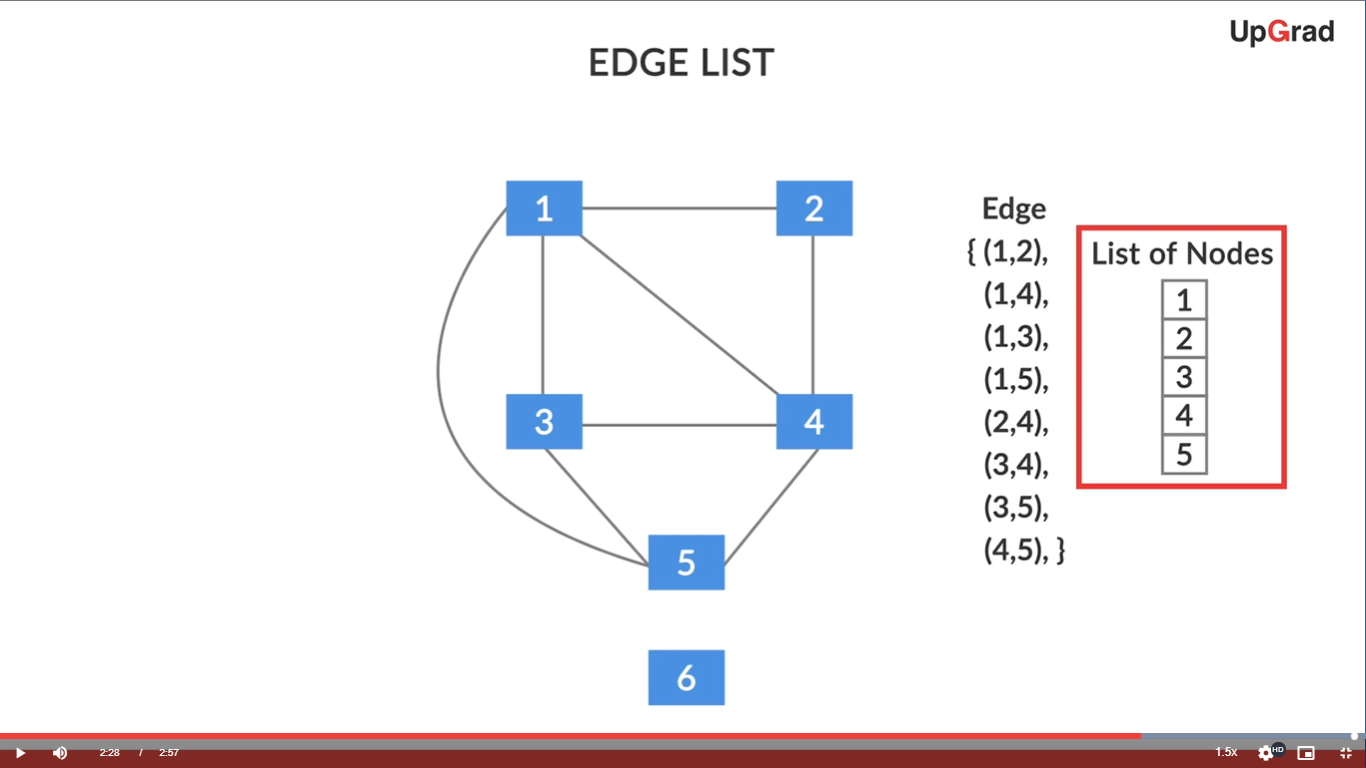 UpGrad
EDGE LIST
1
2
3
4
5
6
Edge
{ (1,2),
(1,4),
(1,3),
(1,5),
(2,4),
(3,4),
(3,5),
(4,5), }
List of Nodes
1
2
3
4
5
2:28 / 2:57
1.5x
HD